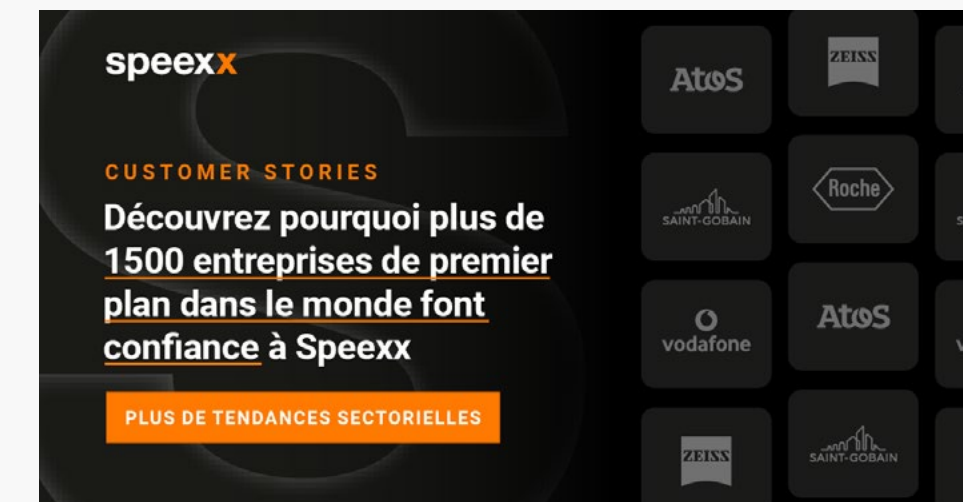 speexx
CUSTOMER STORIES
Découvrez pourquoi plus de
1500 entreprises de premier
plan dans le monde font
confiance à Speexx
PLUS DE TENDANCES SECTORIELLES
Atos
ZEISS
SAINT-GOBAIN
Roche
vodafone
Atos
ZEISS
SAINT-GOBAIN